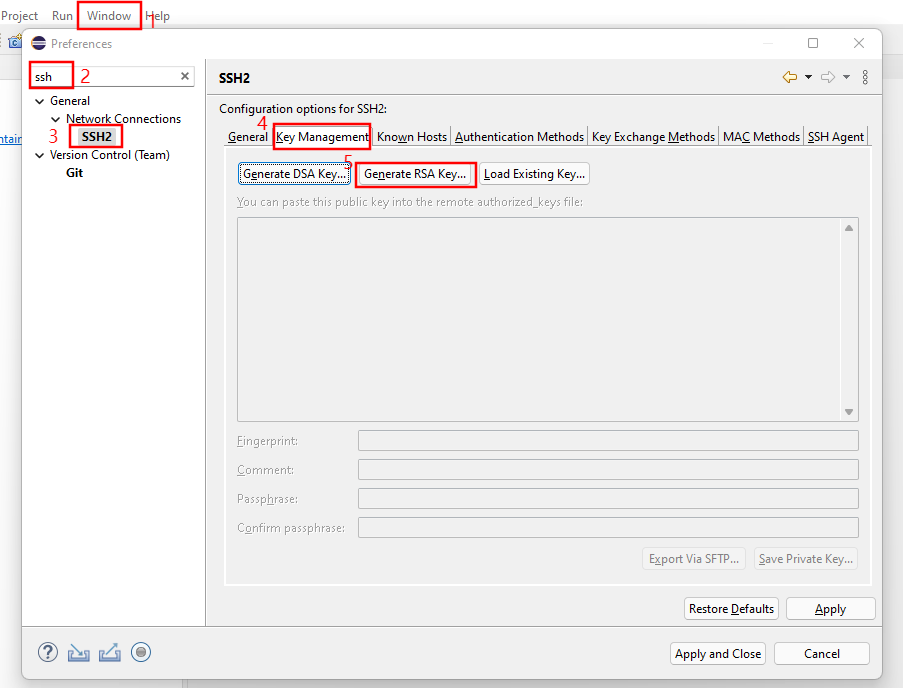 Project Run Window 1 Help
Preferences
ssh 2
SSH2
General
Network Connections
3 SSH2
Version Control (Team)
Git
ntain
Configuration options for SSH2:
4
General Key Management Known Hosts Authentication Methods Key Exchange Methods MAC Methods SSH Agent
5
Generate DSA Key... Generate RSA Key... Load Existing Key...
You can paste this public key into the remote authorized_keys file:
Fingerprint:
Comment:
Passphrase:
Confirm passphrase:
Export Via SFTP... Save Private Key...
Restore Defaults Apply
Apply and Close Cancel